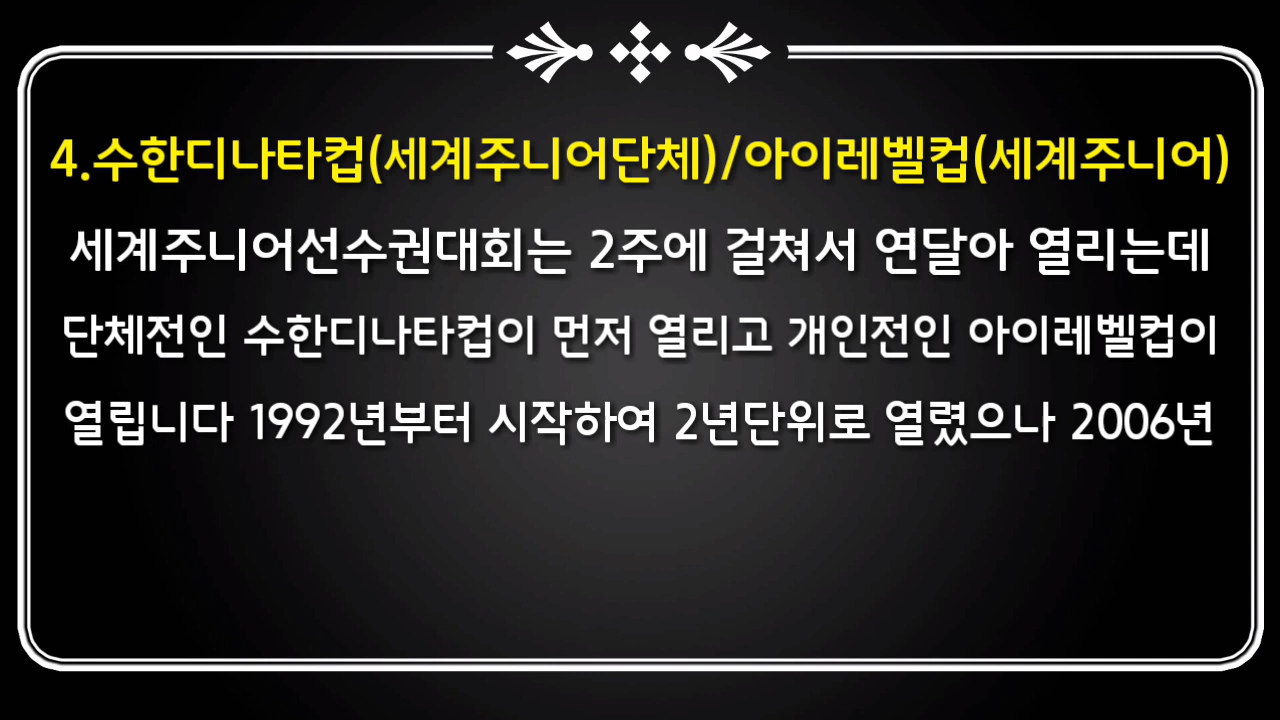 4.수한디나타컵(세계주니어단체)/아이레벨컵(세계주니어)
세계주니어선수권대회는 2주에 걸쳐서 연달아 열리는데
단체전인 수한디나타컵이 먼저 열리고 개인전인 아이레벨컵이
열립니다 1992년부터 시작하여 2년단위로 열렸으나 2006년